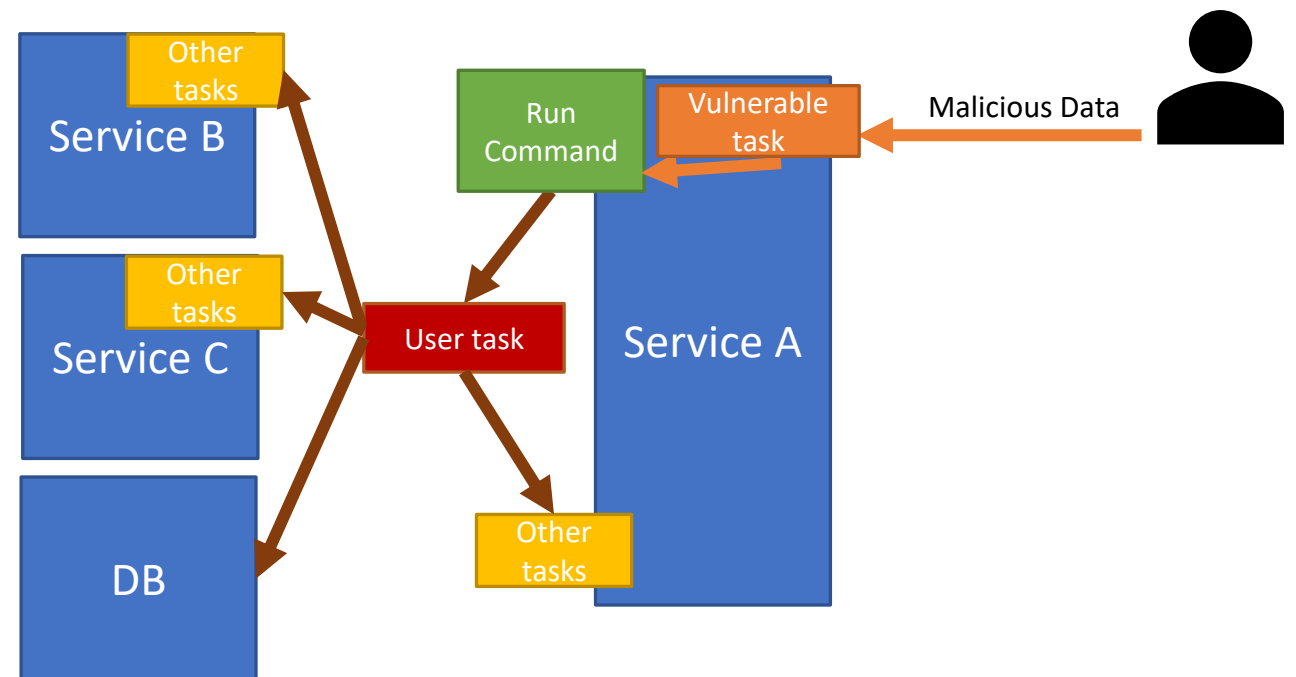 Other
tasks
Service B
Run
Command
Vulnerable
task
Malicious Data
Other
tasks
Service C
User task
Service A
Other
tasks
DB